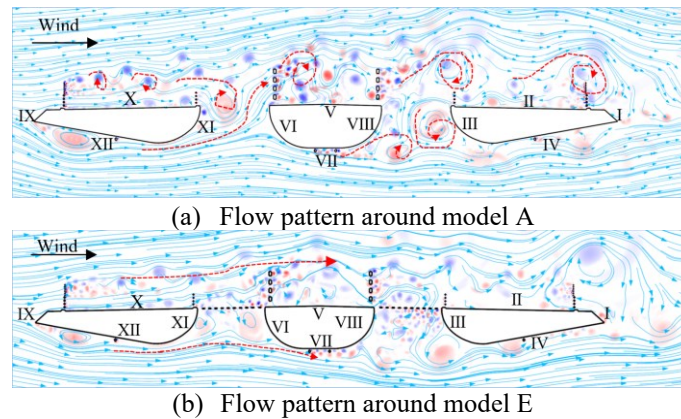 Wind
IX X XI XII VI V VIII VII III II IV I
(a) Flow pattern around model A
Wind
IX X XI XII VI V VIII VII III II IV I
(b) Flow pattern around model E